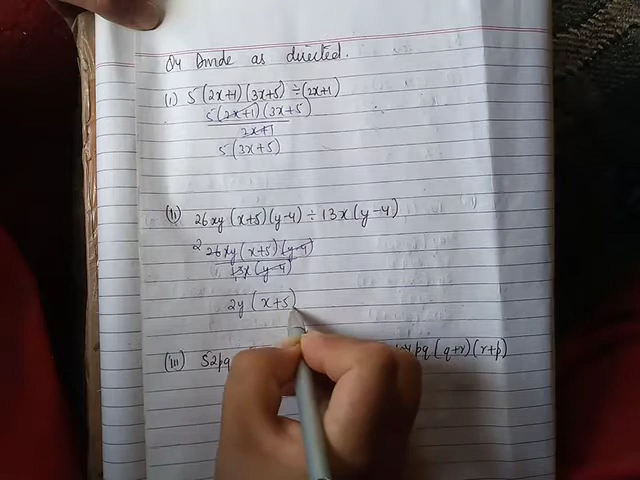 Q4 Divide as directed.
(i) 5(2x+1)(3x+5) ÷ (2x+1)
5(2x+1)(3x+5)
2x+1
5(3x+5)
(ii) 26xy(x+5)(y-4) ÷ 13x(y-4)
2 26xy(x+5)(y-4)
13x(y-4)
2y(x+5)
(iii) 52pq pq(q+r)(r+p)